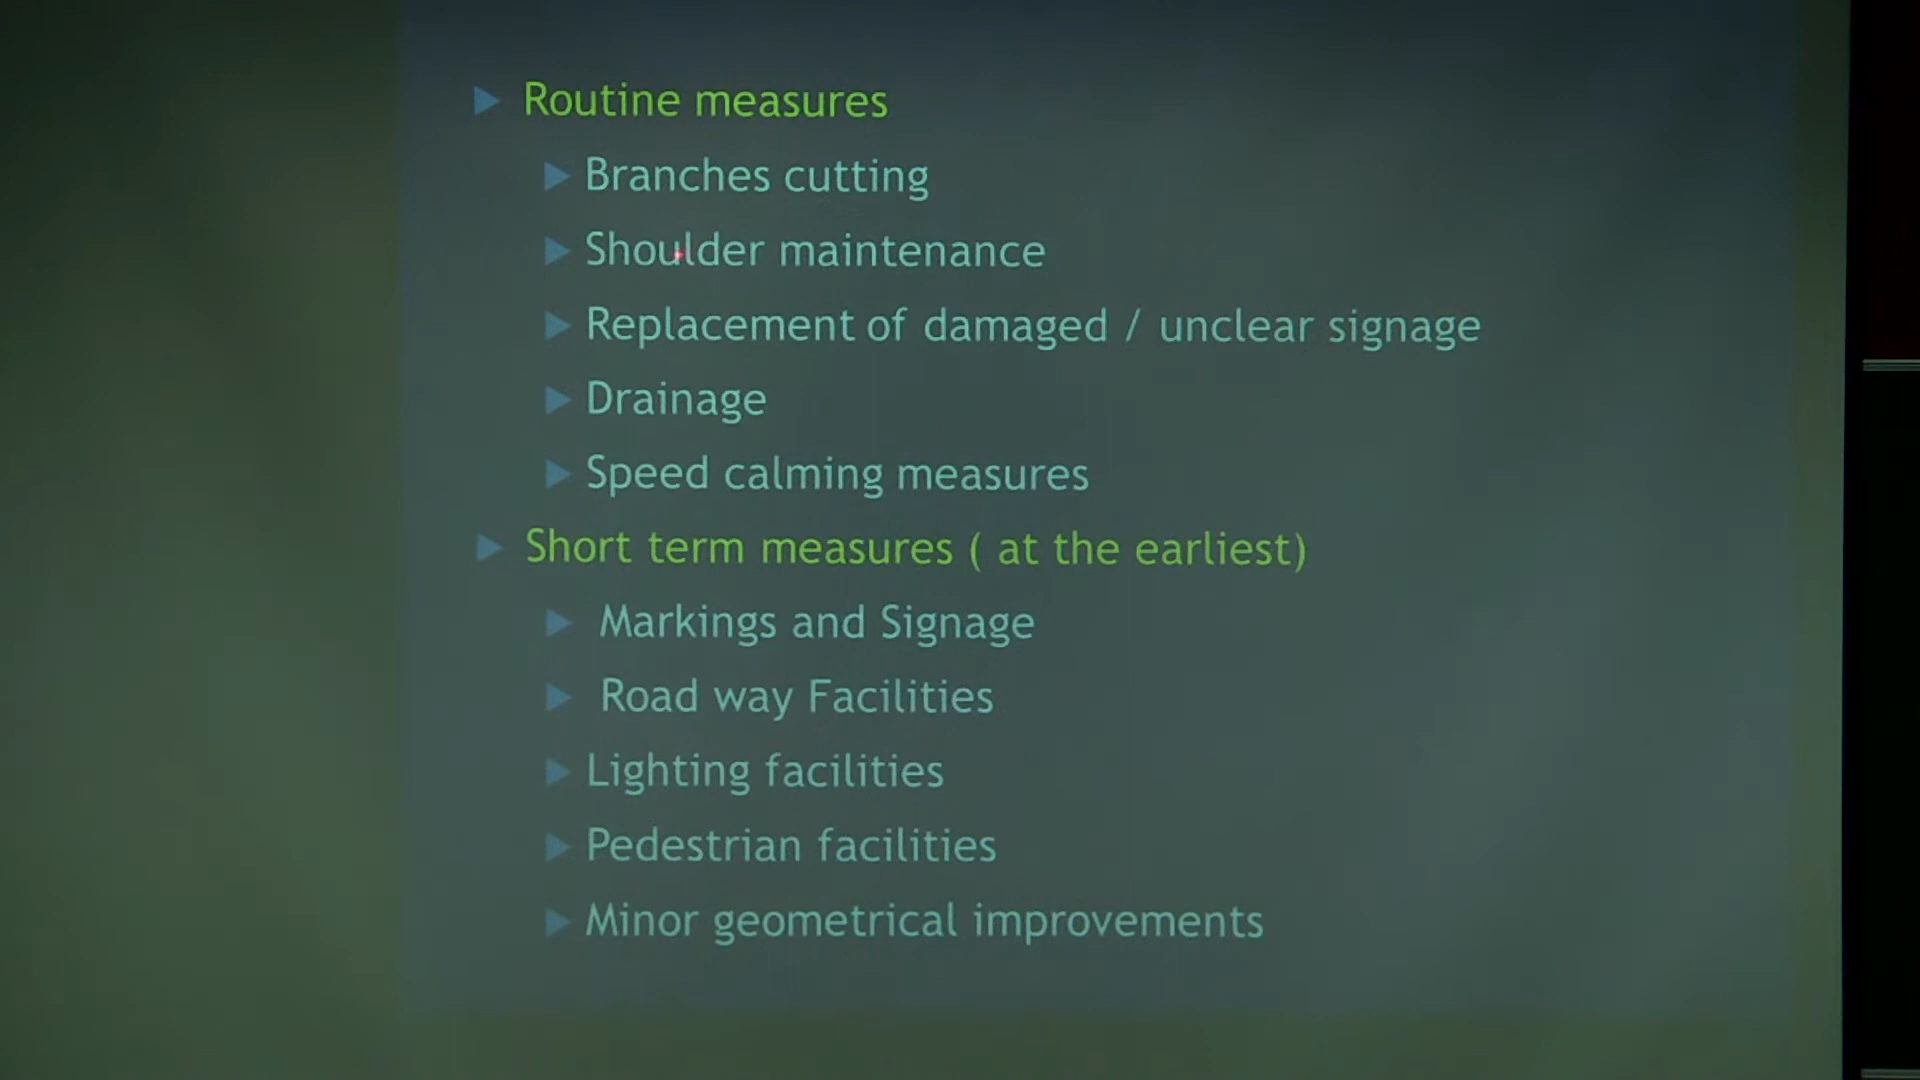 Routine measures
Branches cutting
Shoulder maintenance
Replacement of damaged / unclear signage
Drainage
Speed calming measures
Short term measures ( at the earliest)
Markings and Signage
Road way Facilities
Lighting facilities
Pedestrian facilities
Minor geometrical improvements